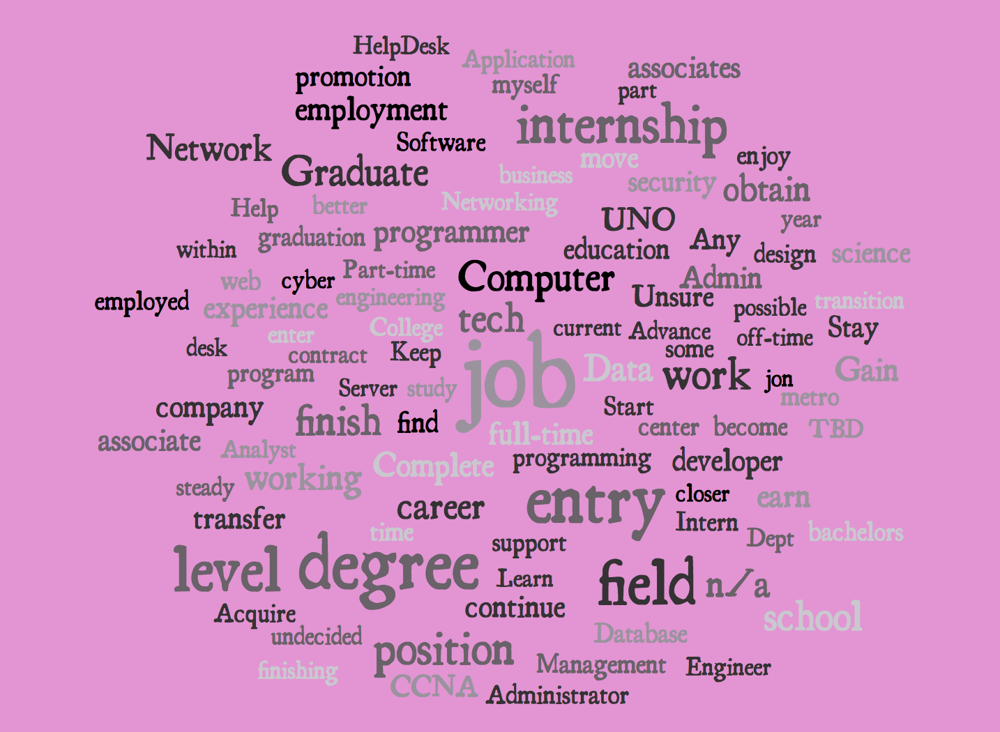 HelpDesk
Application
promotion
myself
associates
part
employment
internship
Network
Software
Graduate
move
enjoy
business
security
obtain
Help
better
Networking
UNO
year
within
graduation
programmer
education
Any
design
science
web
cyber
Part-time
Computer
Admin
employed
experience
engineering
Unsure
possible
transition
enter
College
tech
current
Advance
off-time
Stay
desk
contract
Keep
some
program
Server
study
job
Data
work
jon
Gain
metro
company
finish
find
Start
associate
Analyst
full-time
center
become
TBD
steady
working
Complete
programming
developer
transfer
career
entry
closer
earn
time
Intern
support
Dept
bachelors
level
degree
Learn
field
n/a
Acquire
continue
school
undecided
position
Database
finishing
CCNA
Management
Engineer
Administrator